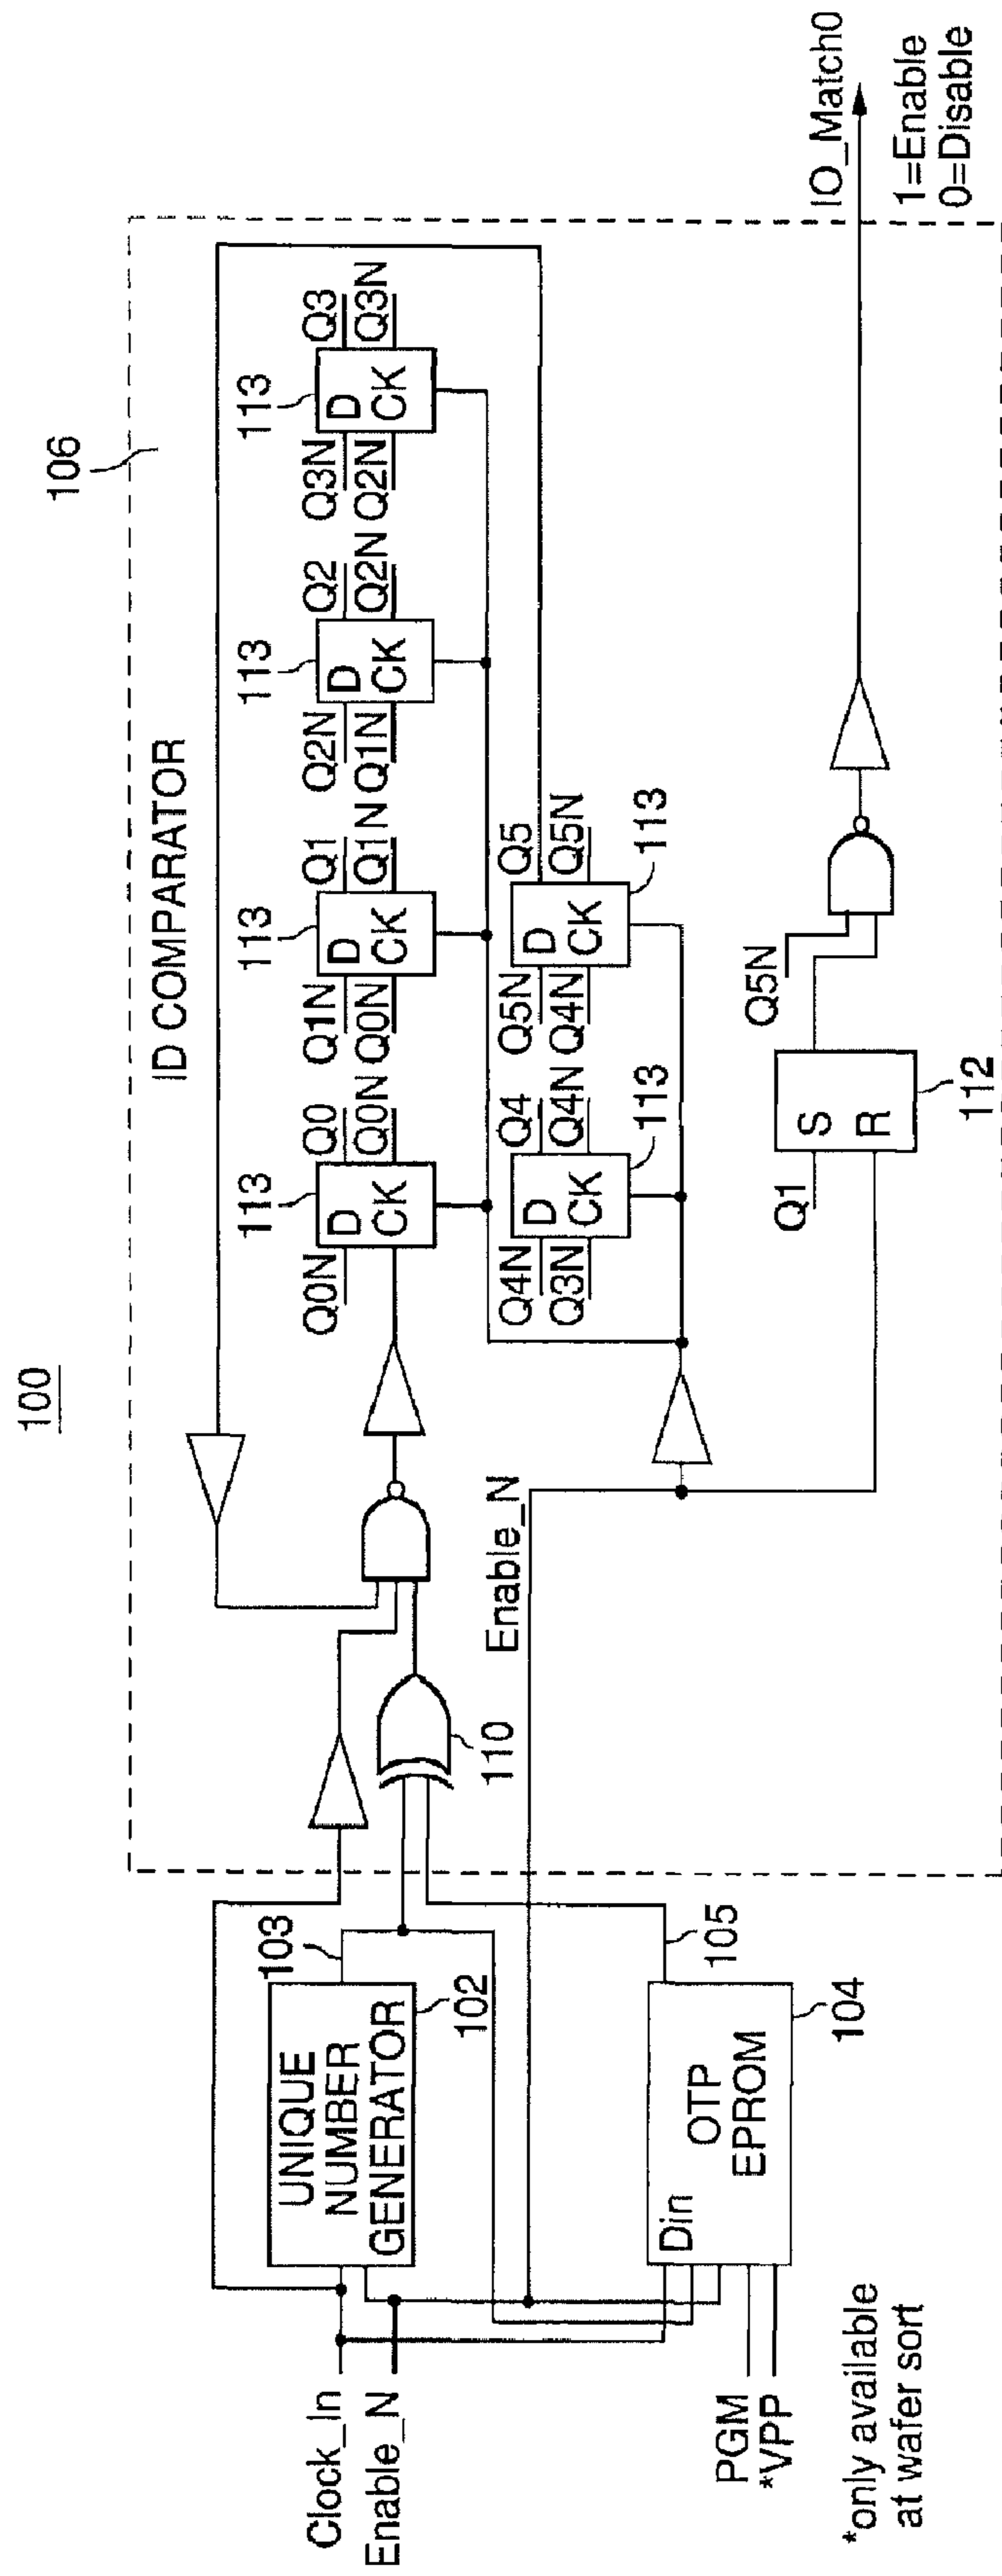 100
106
ID COMPARATOR
113
113
113
113
Q0N
D
CK
Q0
Q0N
Q1N
Q0N
D
CK
Q1
Q1N
Q2N
Q1N
D
CK
Q2
Q2N
Q3N
Q2N
D
CK
Q3
Q3N
Q4N
Q3N
D
CK
Q4
Q4N
113
Q5N
Q4N
D
CK
Q5
Q5N
113
Clock_In
Enable_N
UNIQUE
NUMBER
GENERATOR
102
103
110
Enable_N
Din
OTP
EPROM
104
105
PGM
*VPP
*only available
at wafer sort
Q1
S
R
112
Q5N
IO_Match0
1=Enable
0=Disable